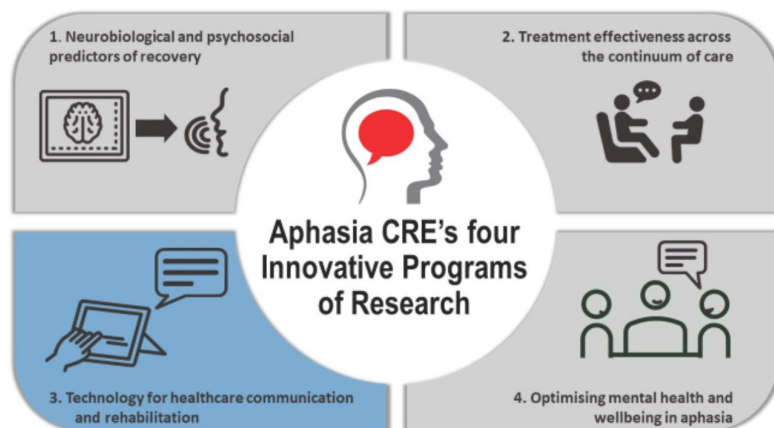 1. Neurobiological and psychosocial
predictors of recovery
2. Treatment effectiveness across
the continuum of care
Aphasia CRE's four
Innovative Programs
of Research
3. Technology for healthcare communication
and rehabilitation
4. Optimising mental health and
wellbeing in aphasia